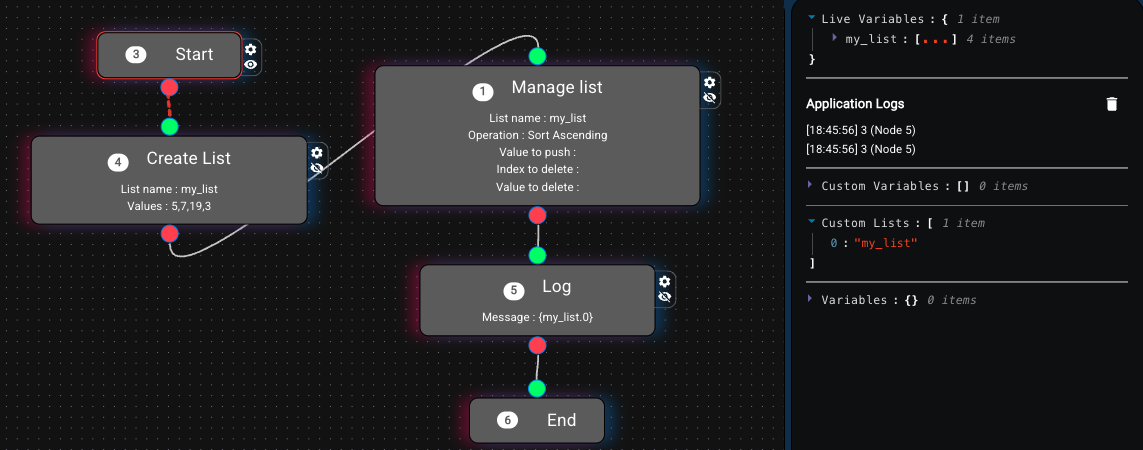 3 Start
4 Create List
List name : my_list
Values : 5,7,19,3
1 Manage list
List name : my_list
Operation : Sort Ascending
Value to push :
Index to delete :
Value to delete :
5 Log
Message : {my_list.0}
6 End
Live Variables : { 1 item
my_list : [...] 4 items
}
Application Logs
[18:45:56] 3 (Node 5)
[18:45:56] 3 (Node 5)
Custom Variables : [] 0 items
Custom Lists : [ 1 item
0 : "my_list"
]
Variables : {} 0 items